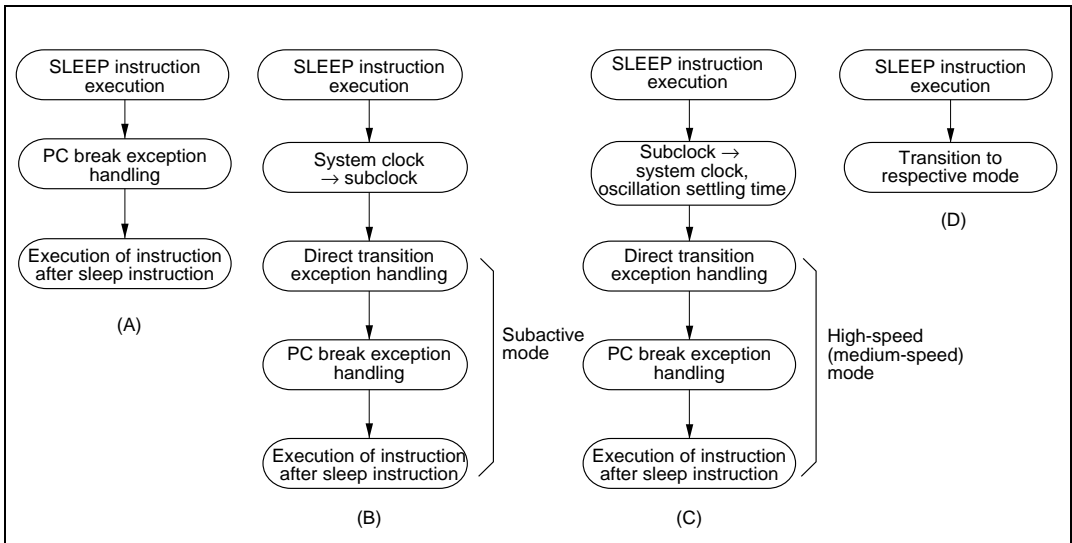 SLEEP instruction
execution
PC break exception
handling
Execution of instruction
after sleep instruction
(A)
SLEEP instruction
execution
System clock
→ subclock
Direct transition
exception handling
PC break exception
handling
Execution of instruction
after sleep instruction
Subactive
mode
(B)
SLEEP instruction
execution
Subclock →
system clock,
oscillation settling time
Direct transition
exception handling
PC break exception
handling
Execution of instruction
after sleep instruction
High-speed
(medium-speed)
mode
(C)
SLEEP instruction
execution
Transition to
respective mode
(D)